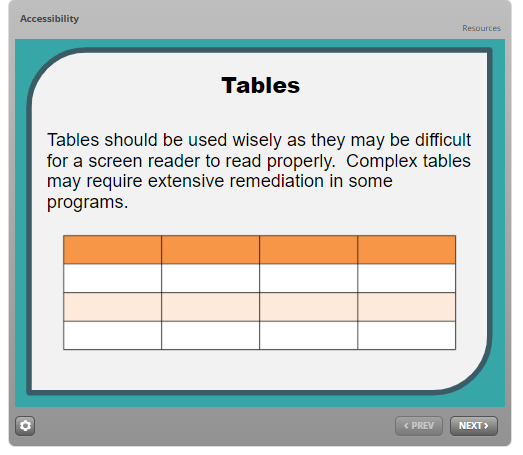 Accessibility
Resources
Tables
Tables should be used wisely as they may be difficult
for a screen reader to read properly.  Complex tables
may require extensive remediation in some
programs.
‹ PREV
NEXT ›